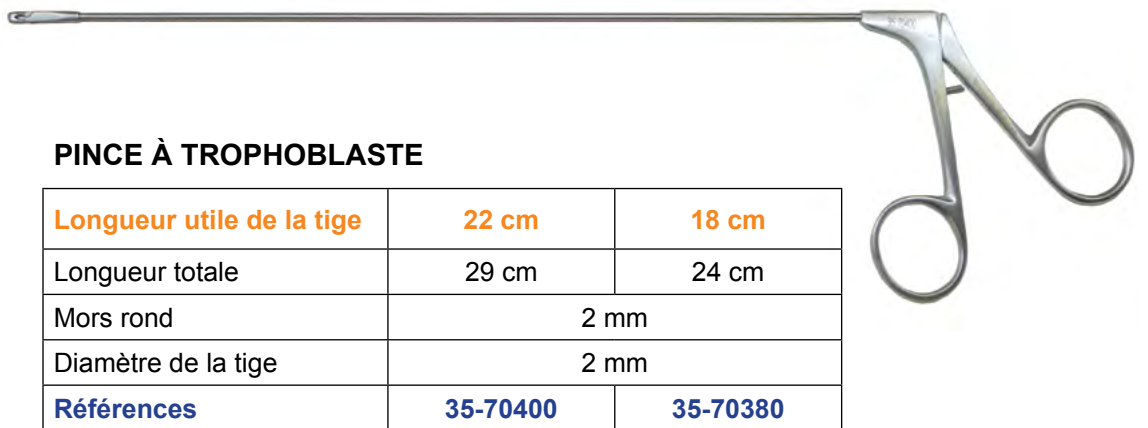 PINCE À TROPHOBLASTE
Longueur utile de la tige 22 cm 18 cm
Longueur totale 29 cm 24 cm
Mors rond 2 mm
Diamètre de la tige 2 mm
Références 35-70400 35-70380